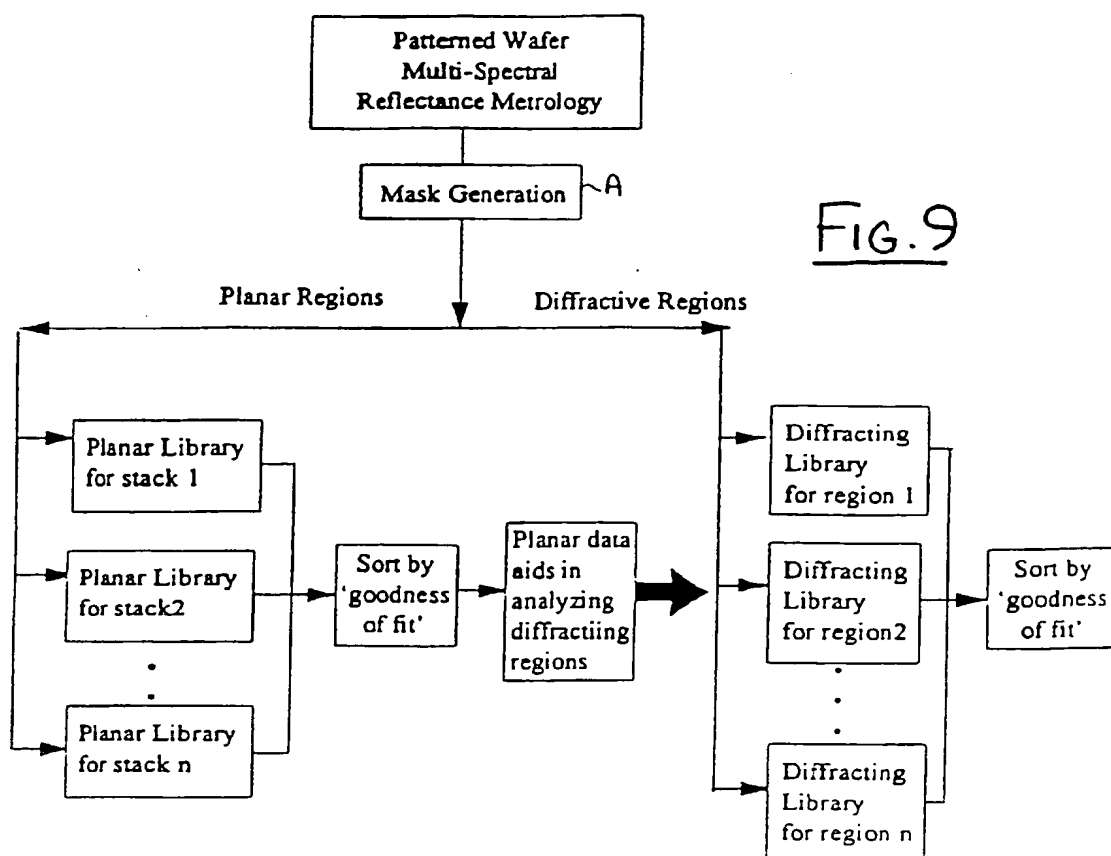 Patterned Wafer
Multi-Spectral
Reflectance Metrology
Mask Generation
A
FIG. 9
Planar Regions
Diffractive Regions
Planar Library
for stack 1
Planar Library
for stack2
Planar Library
for stack n
Sort by
'goodness
of fit'
Planar data
aids in
analyzing
diffractiing
regions
Diffracting
Library
for region 1
Diffracting
Library
for region2
Diffracting
Library
for region n
Sort by
'goodness
of fit'